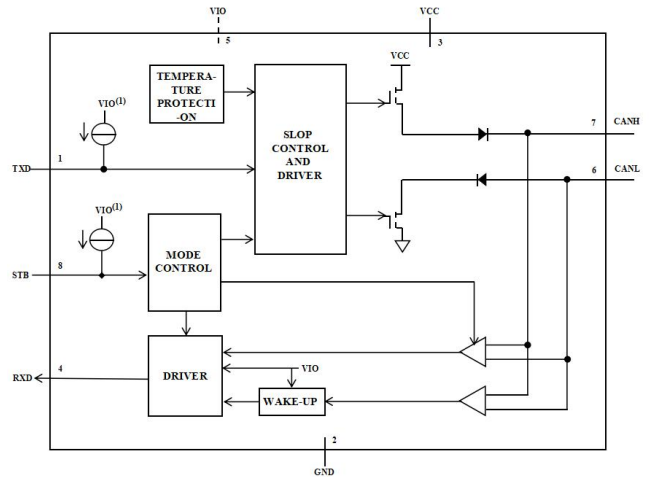 VIO
VCC
5
3
VCC
TEMPERA-
TURE
PROTECTI
-ON
VIO(1)
SLOP
CONTROL
AND
DRIVER
7
CANH
1
TXD
6
CANL
VIO(1)
MODE
CONTROL
8
STB
4
RXD
DRIVER
VIO
WAKE-UP
2
GND